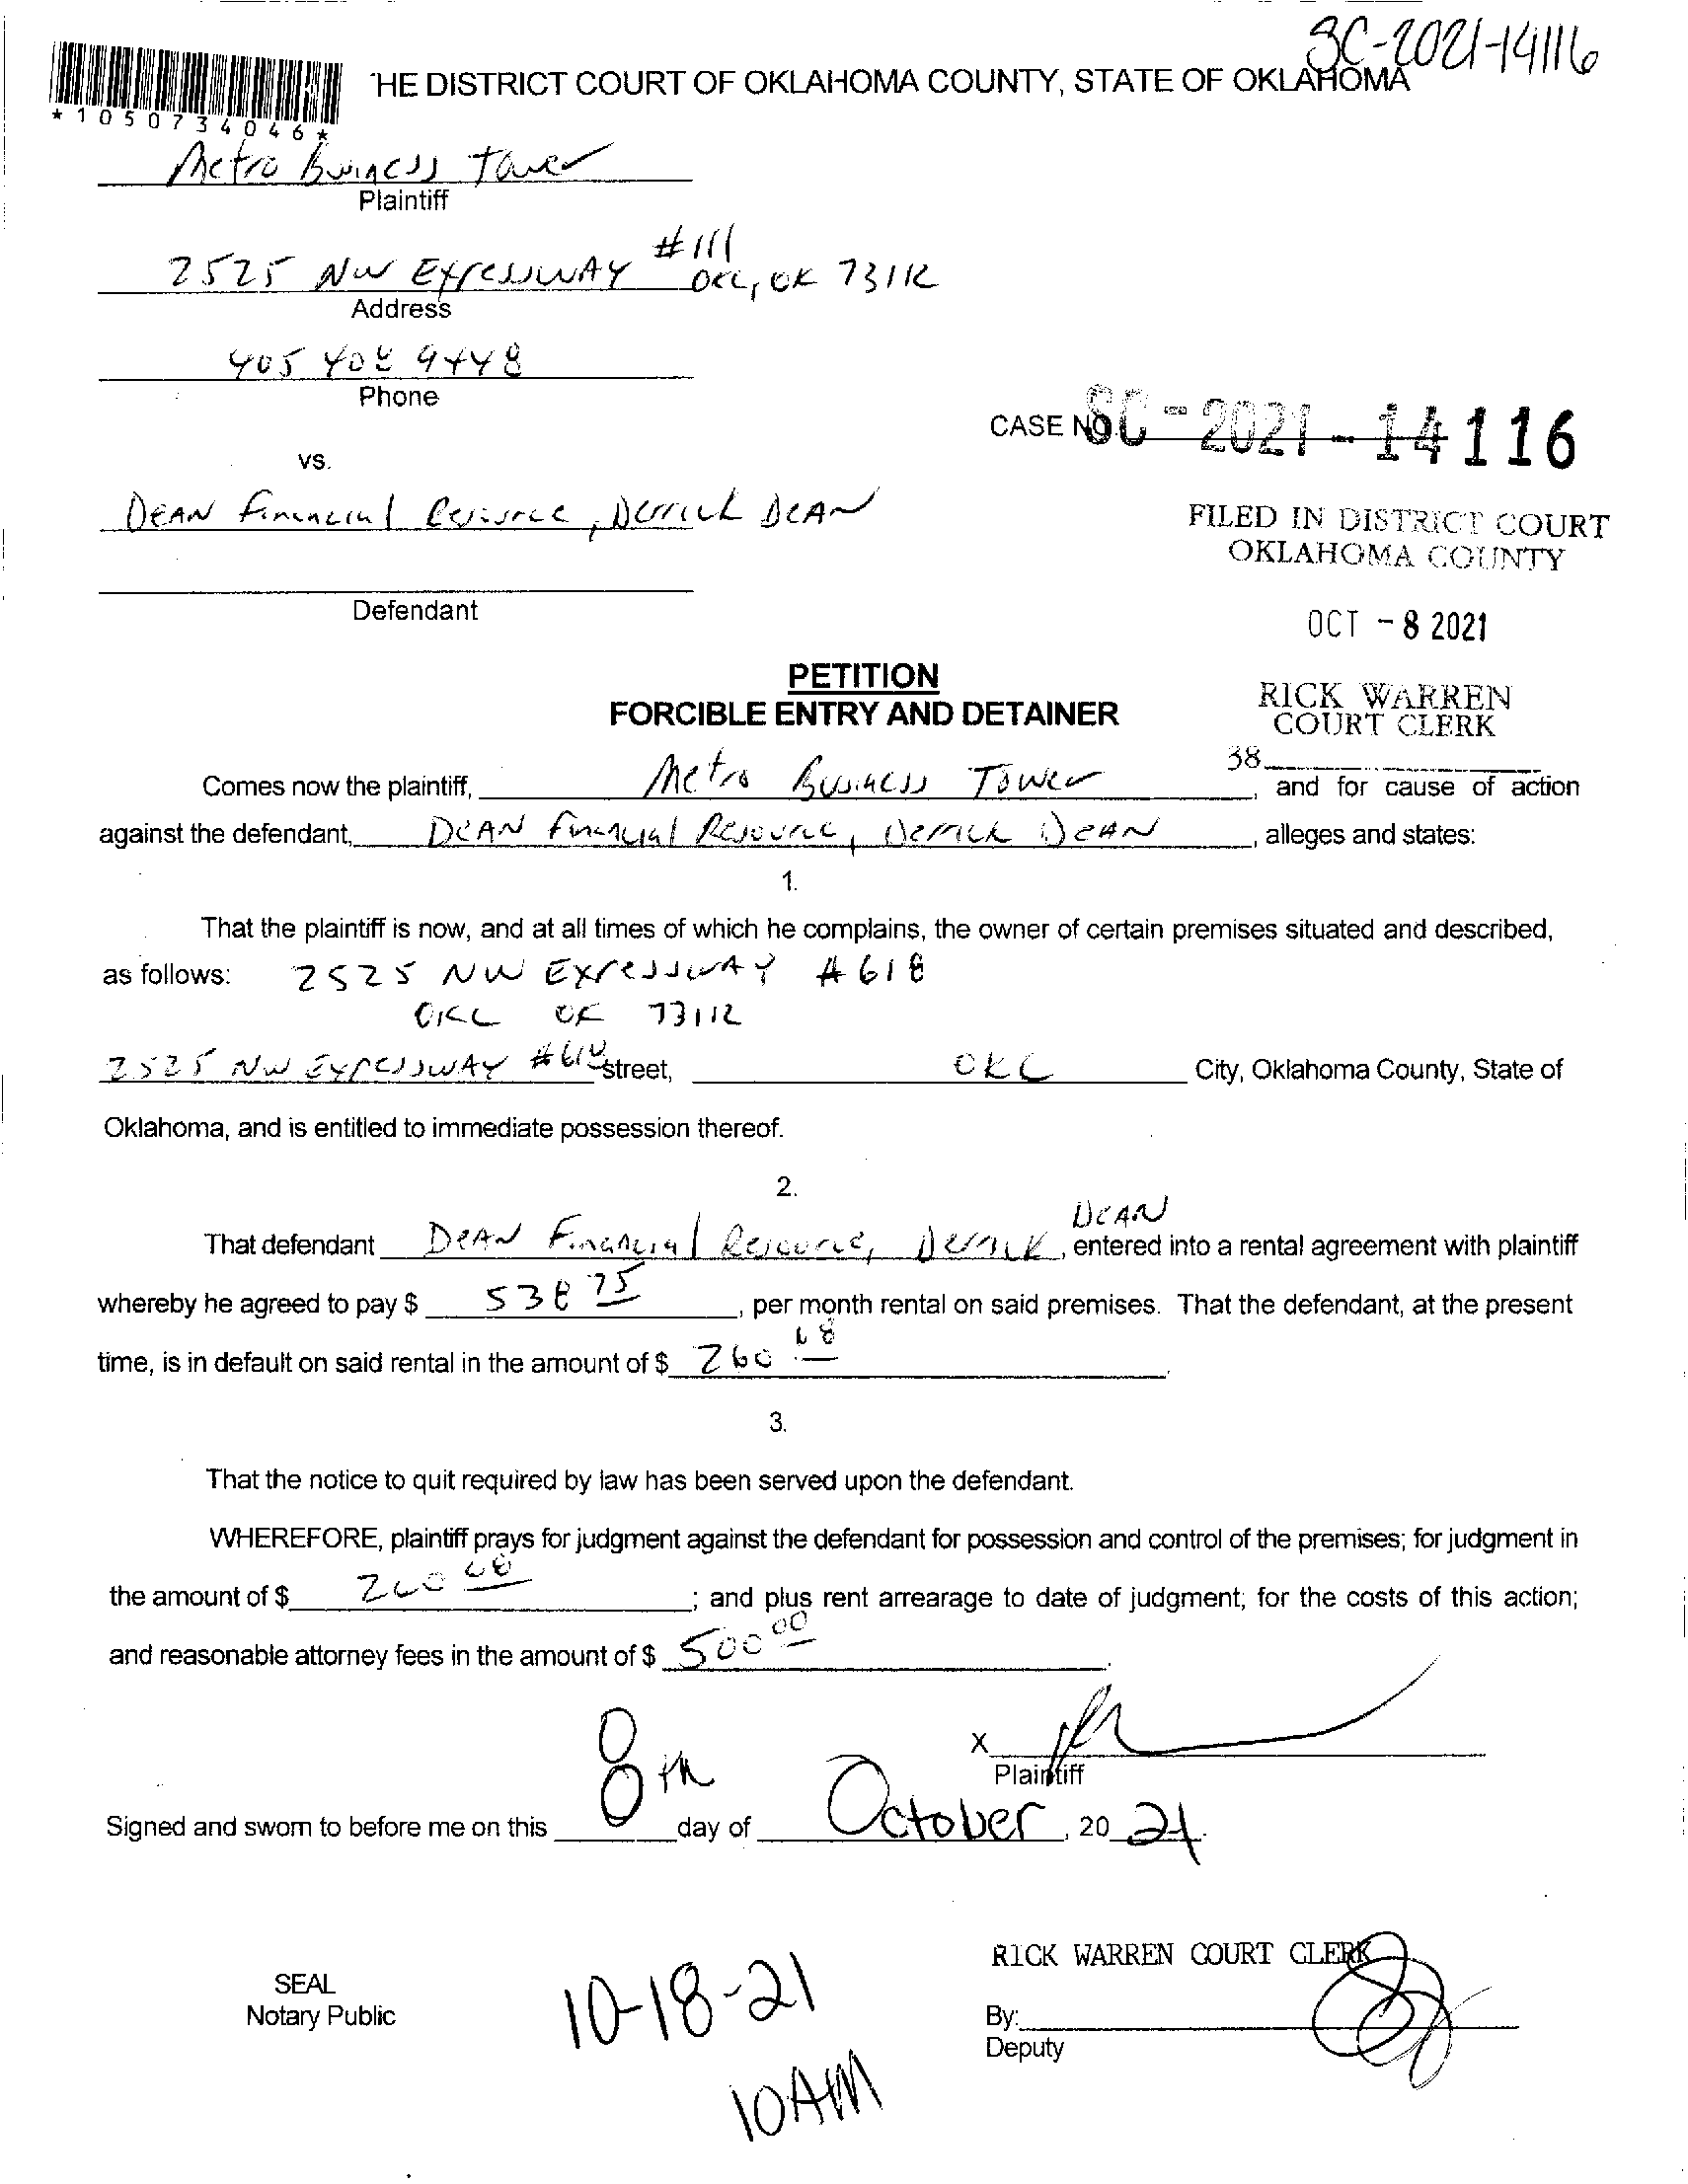 SC-2021-14116
THE DISTRICT COURT OF OKLAHOMA COUNTY, STATE OF OKLAHOMA
*1050734046*
Metro Business Tower
Plaintiff
2525 NW Expressway #111 OKC, OK 73112
Address
405 408 9448
Phone
CASE NO. SC-2021-14116
vs.
Dean Financial Resource, Derrick Dean
FILED IN DISTRICT COURT
OKLAHOMA COUNTY
Defendant
OCT - 8 2021
PETITION
FORCIBLE ENTRY AND DETAINER
RICK WARREN
COURT CLERK
38
Comes now the plaintiff, Metro Business Tower, and for cause of action
against the defendant, Dean Financial Resource, Derrick Dean, alleges and states:
1.
That the plaintiff is now, and at all times of which he complains, the owner of certain premises situated and described,
as follows: 2525 NW Expressway #618
OKC OK 73112
2525 NW Expressway #618 street, OKC City, Oklahoma County, State of
Oklahoma, and is entitled to immediate possession thereof.
2.
That defendant Dean Financial Resource, Derrick Dean, entered into a rental agreement with plaintiff
whereby he agreed to pay $ 538 75, per month rental on said premises. That the defendant, at the present
time, is in default on said rental in the amount of $ 260 68.
3.
That the notice to quit required by law has been served upon the defendant.
WHEREFORE, plaintiff prays for judgment against the defendant for possession and control of the premises; for judgment in
the amount of $ 260 68; and plus rent arrearage to date of judgment; for the costs of this action;
and reasonable attorney fees in the amount of $ 500 00.
X
Plaintiff
Signed and sworn to before me on this 8th day of October, 20 21.
RICK WARREN COURT CLERK
SEAL
Notary Public
10-18-21
By:
Deputy
10AM